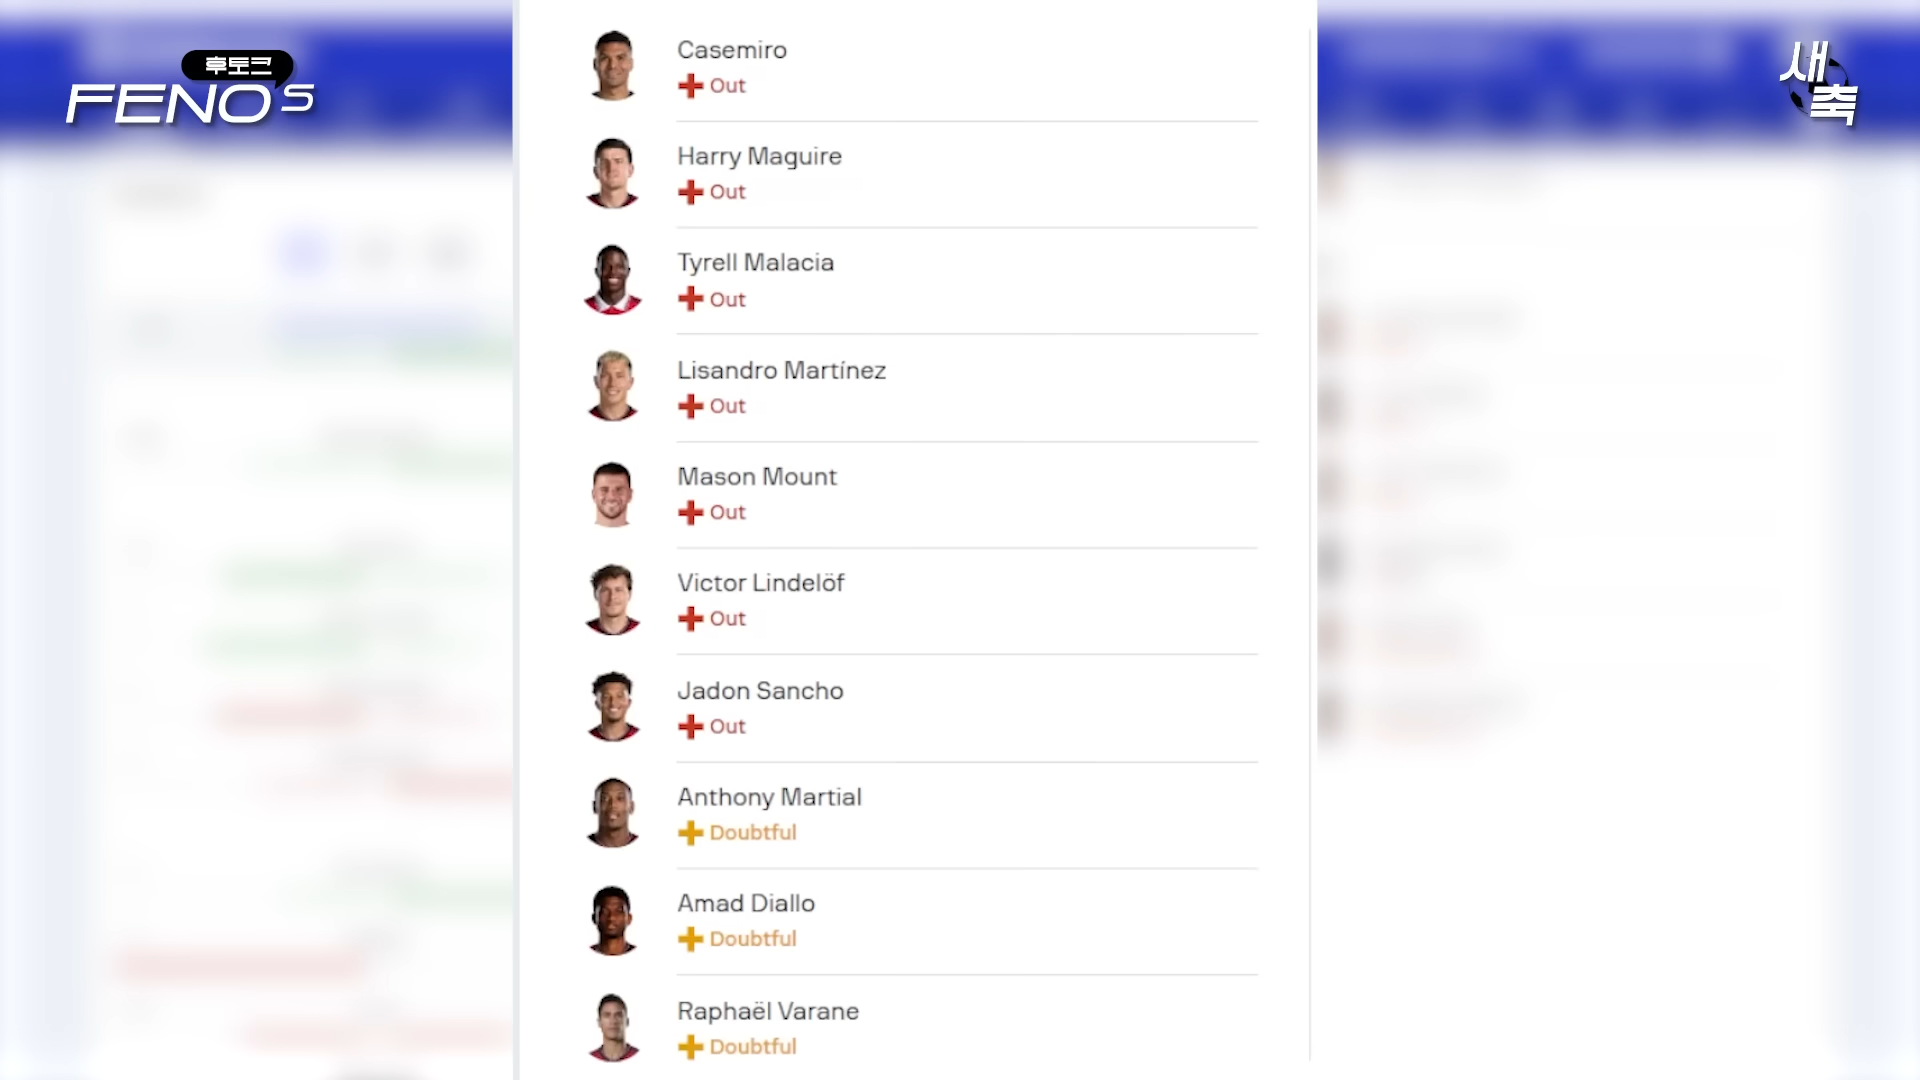 후토크
FENO'S
새축
Casemiro
Out
Harry Maguire
Out
Tyrell Malacia
Out
Lisandro Martínez
Out
Mason Mount
Out
Victor Lindelöf
Out
Jadon Sancho
Out
Anthony Martial
Doubtful
Amad Diallo
Doubtful
Raphaël Varane
Doubtful